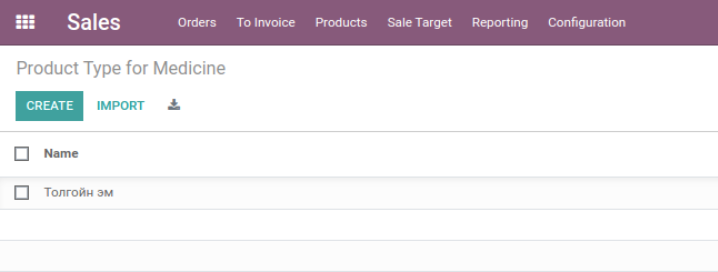 Sales Orders To Invoice Products Sale Target Reporting Configuration
Product Type for Medicine
CREATE IMPORT
Name
Толгойн эм